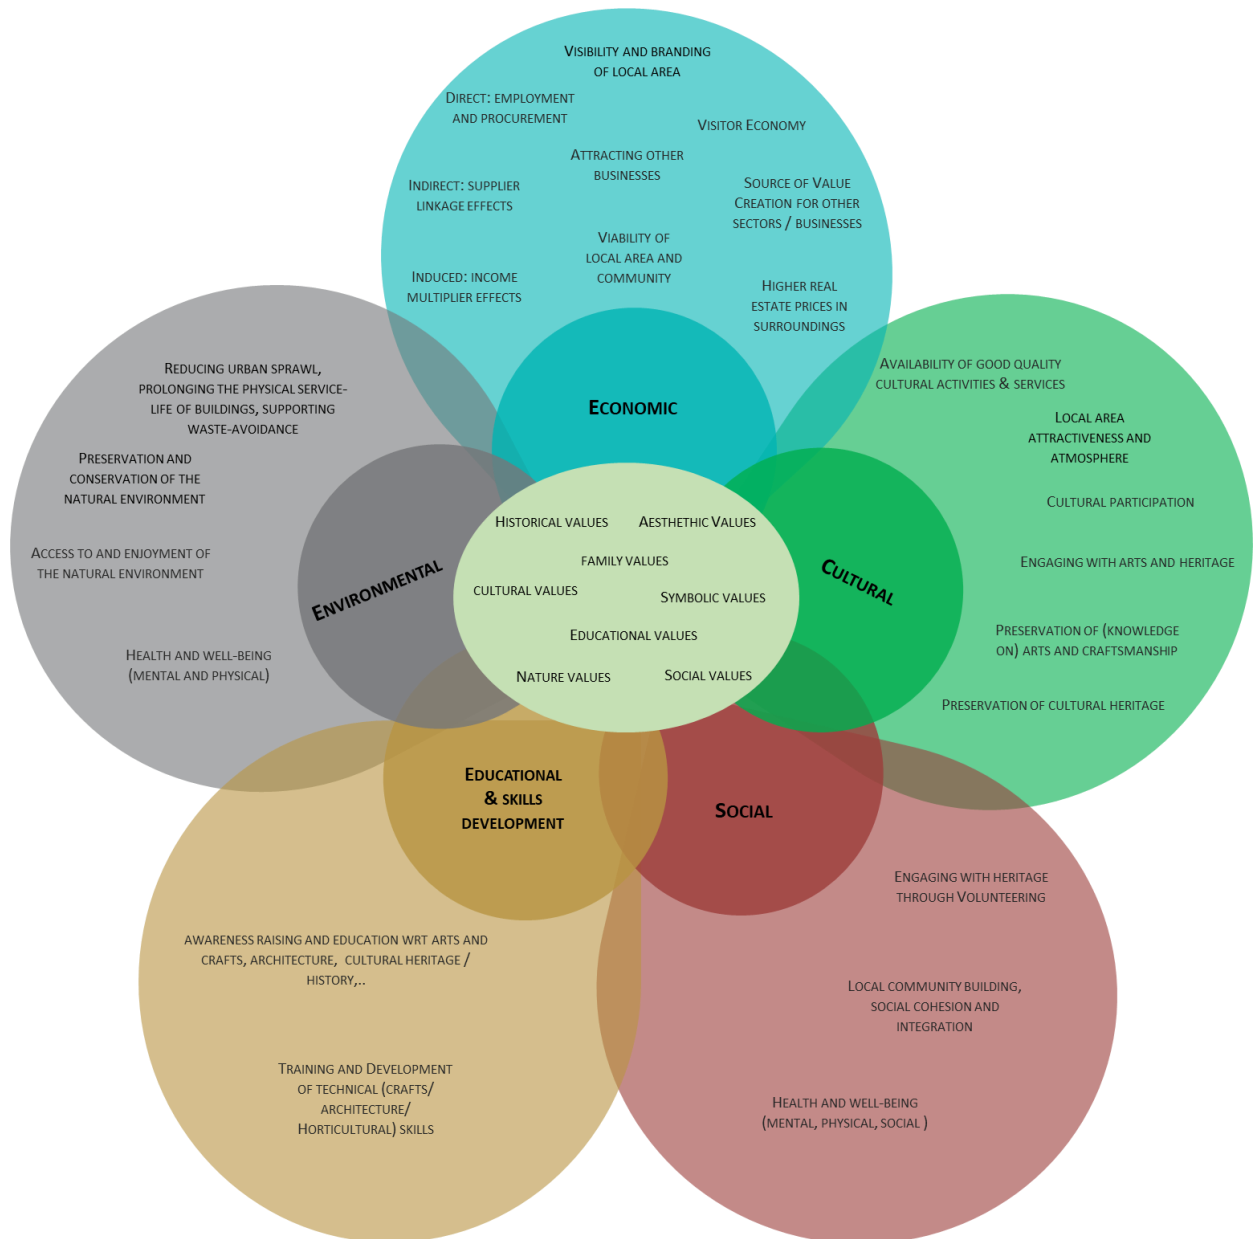 Visibility and branding
of local area
Direct: employment
and procurement
Visitor Economy
Attracting other
businesses
Indirect: supplier
linkage effects
Source of Value
Creation for other
sectors / businesses
Viability of
local area and
community
Induced: income
multiplier effects
Higher real
estate prices in
surroundings
Economic
Reducing urban sprawl,
prolonging the physical service-
life of buildings, supporting
waste-avoidance
Preservation and
conservation of the
natural environment
Access to and enjoyment of
the natural environment
Health and well-being
(mental and physical)
Environmental
Availability of good quality
cultural activities & services
Local area
attractiveness and
atmosphere
Cultural participation
Engaging with arts and heritage
Preservation of (knowledge
on) arts and craftsmanship
Preservation of cultural heritage
Cultural
Historical values
Aesthethic Values
family values
cultural values
Symbolic values
Educational values
Nature values
Social values
Educational
& skills
development
awareness raising and education wrt arts and
crafts, architecture, cultural heritage /
history,..
Training and Development
of technical (crafts/
architecture/
Horticultural) skills
Social
Engaging with heritage
through Volunteering
Local community building,
social cohesion and
integration
Health and well-being
(mental, physical, social )